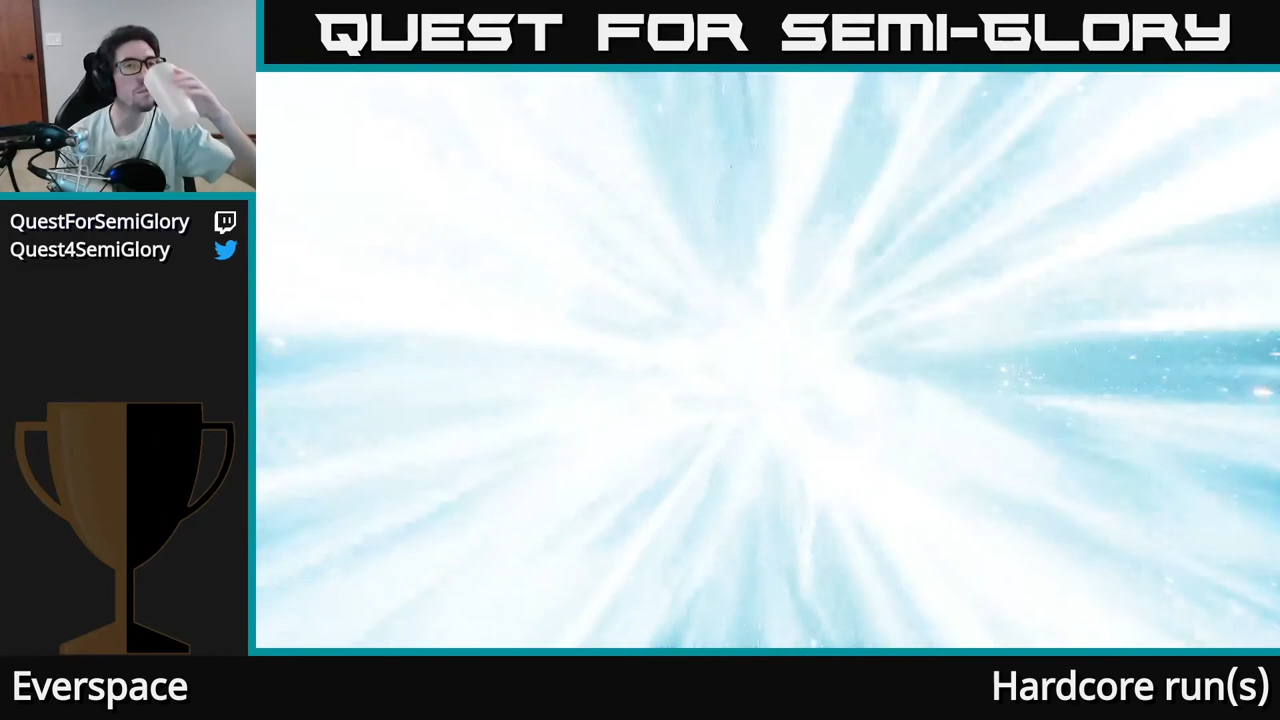 QUEST FOR SEMI-GLORY
QuestForSemiGlory
Quest4SemiGlory
Everspace
Hardcore run(s)